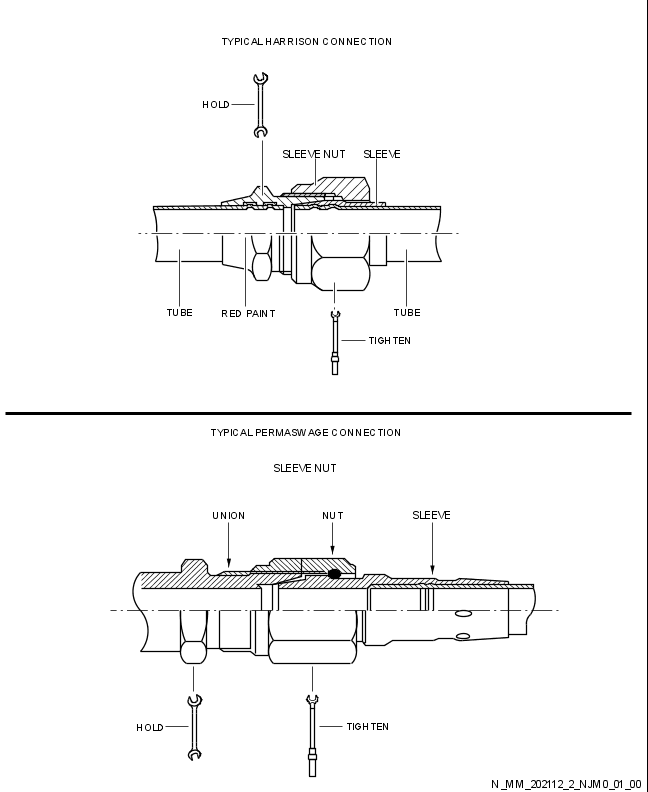 TYPICAL HARRISON CONNECTION
HOLD
SLEEVE NUT SLEEVE
TUBE RED PAINT TUBE
TIGHTEN
TYPICAL PERMASWAGE CONNECTION
SLEEVE NUT
UNION NUT SLEEVE
HOLD TIGHTEN
N_MM_202112_2_NJM0_01_00